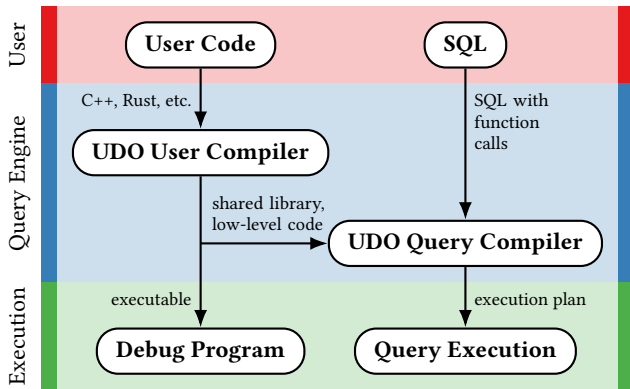 User
User Code
SQL
C++, Rust, etc.
SQL with
function
calls
Query Engine
UDO User Compiler
shared library,
low-level code
UDO Query Compiler
executable
execution plan
Execution
Debug Program
Query Execution